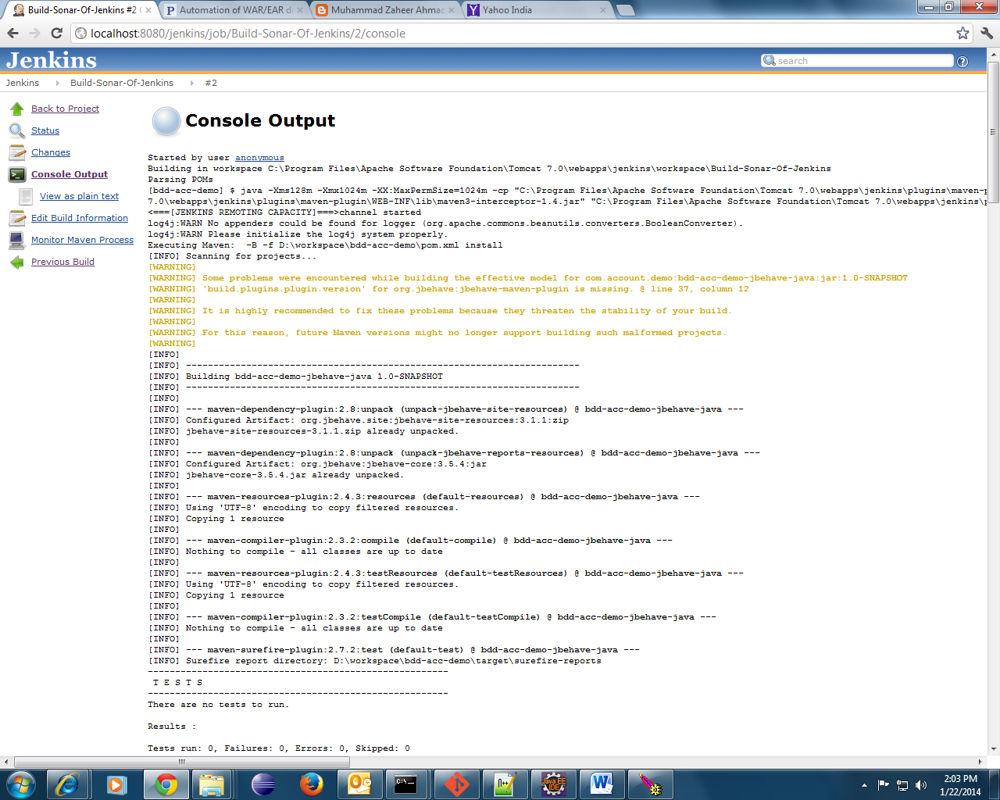 Build-Sonar-Of-Jenkins #2
Automation of WAR/EAR d
Muhammad Zaheer Ahmad
Yahoo India
localhost:8080/jenkins/job/Build-Sonar-Of-Jenkins/2/console
Jenkins
search
Jenkins
Build-Sonar-Of-Jenkins
#2
Back to Project
Status
Changes
Console Output
View as plain text
Edit Build Information
Monitor Maven Process
Previous Build
Console Output
Started by user anonymous
Building in workspace C:\Program Files\Apache Software Foundation\Tomcat 7.0\webapps\jenkins\workspace\Build-Sonar-Of-Jenkins
Parsing POMs
[bdd-acc-demo] $ java -Xms128m -Xmx1024m -XX:MaxPermSize=1024m -cp "C:\Program Files\Apache Software Foundation\Tomcat 7.0\webapps\jenkins\plugins\maven-p
7.0\webapps\jenkins\plugins\maven-plugin\WEB-INF\lib\maven3-interceptor-1.4.jar" "C:\Program Files\Apache Software Foundation\Tomcat 7.0\webapps\jenkins\p
<===[JENKINS REMOTING CAPACITY]===>channel started
log4j:WARN No appenders could be found for logger (org.apache.commons.beanutils.converters.BooleanConverter).
log4j:WARN Please initialize the log4j system properly.
Executing Maven:  -B -f D:\workspace\bdd-acc-demo\pom.xml install
[INFO] Scanning for projects...
[WARNING]
[WARNING] Some problems were encountered while building the effective model for com.account.demo:bdd-acc-demo-jbehave-java:jar:1.0-SNAPSHOT
[WARNING] 'build.plugins.plugin.version' for org.jbehave:jbehave-maven-plugin is missing. @ line 37, column 12
[WARNING]
[WARNING] It is highly recommended to fix these problems because they threaten the stability of your build.
[WARNING]
[WARNING] For this reason, future Maven versions might no longer support building such malformed projects.
[WARNING]
[INFO]
[INFO] ------------------------------------------------------------------------
[INFO] Building bdd-acc-demo-jbehave-java 1.0-SNAPSHOT
[INFO] ------------------------------------------------------------------------
[INFO]
[INFO] --- maven-dependency-plugin:2.8:unpack (unpack-jbehave-site-resources) @ bdd-acc-demo-jbehave-java ---
[INFO] Configured Artifact: org.jbehave.site:jbehave-site-resources:3.1.1:zip
[INFO] jbehave-site-resources-3.1.1.zip already unpacked.
[INFO]
[INFO] --- maven-dependency-plugin:2.8:unpack (unpack-jbehave-reports-resources) @ bdd-acc-demo-jbehave-java ---
[INFO] Configured Artifact: org.jbehave:jbehave-core:3.5.4:jar
[INFO] jbehave-core-3.5.4.jar already unpacked.
[INFO]
[INFO] --- maven-resources-plugin:2.4.3:resources (default-resources) @ bdd-acc-demo-jbehave-java ---
[INFO] Using 'UTF-8' encoding to copy filtered resources.
[INFO] Copying 1 resource
[INFO]
[INFO] --- maven-compiler-plugin:2.3.2:compile (default-compile) @ bdd-acc-demo-jbehave-java ---
[INFO] Nothing to compile - all classes are up to date
[INFO]
[INFO] --- maven-resources-plugin:2.4.3:testResources (default-testResources) @ bdd-acc-demo-jbehave-java ---
[INFO] Using 'UTF-8' encoding to copy filtered resources.
[INFO] Copying 1 resource
[INFO]
[INFO] --- maven-compiler-plugin:2.3.2:testCompile (default-testCompile) @ bdd-acc-demo-jbehave-java ---
[INFO] Nothing to compile - all classes are up to date
[INFO]
[INFO] --- maven-surefire-plugin:2.7.2:test (default-test) @ bdd-acc-demo-jbehave-java ---
[INFO] Surefire report directory: D:\workspace\bdd-acc-demo\target\surefire-reports
-------------------------------------------------------
T E S T S
-------------------------------------------------------
There are no tests to run.
Results :
Tests run: 0, Failures: 0, Errors: 0, Skipped: 0
Java EE
IDE
2:03 PM
1/22/2014